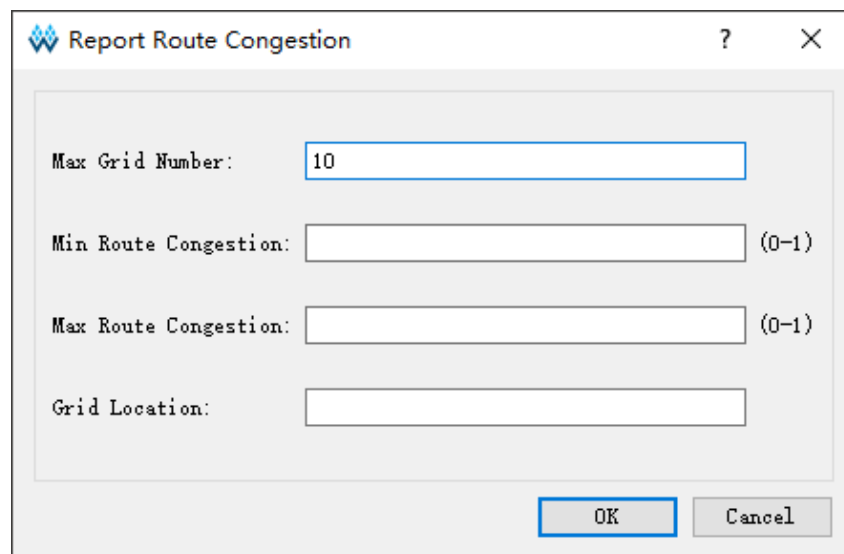 Report Route Congestion
?
Max Grid Number: 10
Min Route Congestion: (0-1)
Max Route Congestion: (0-1)
Grid Location:
OK Cancel